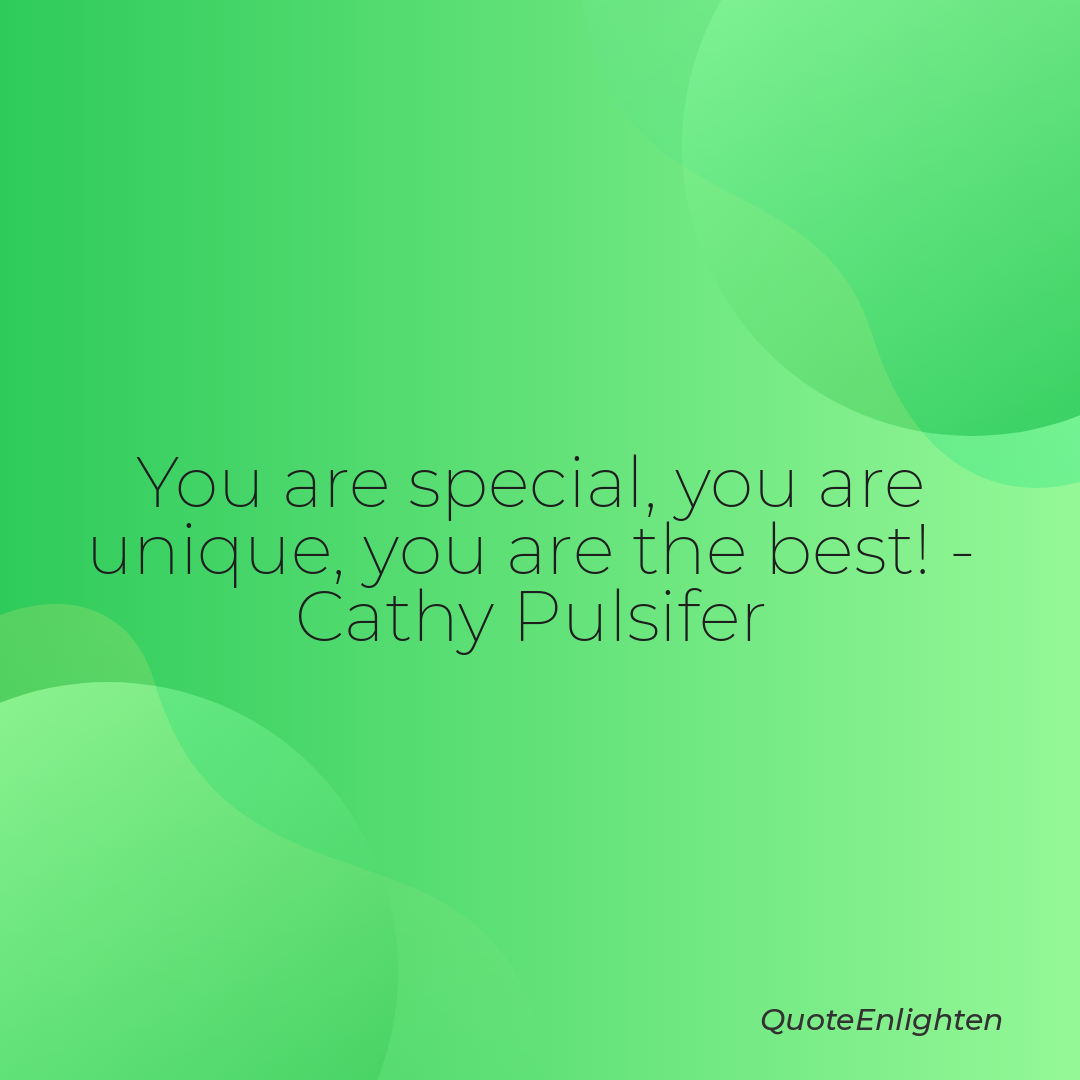 You are special, you are
unique, you are the best! -
Cathy Pulsifer
QuoteEnlighten